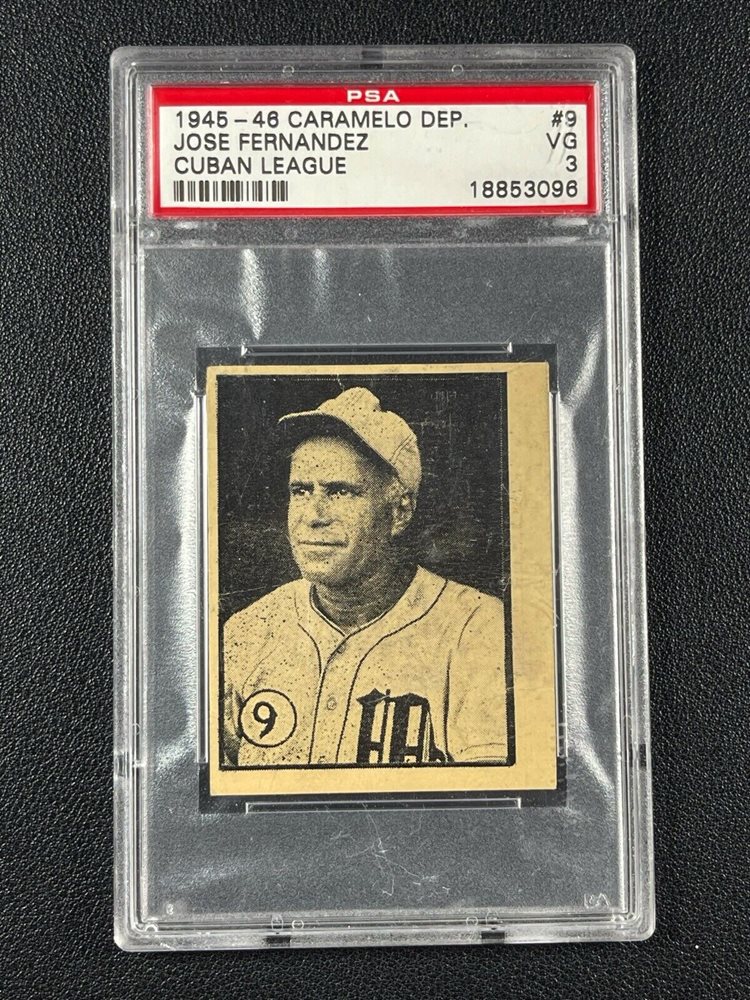 PSA
1945-46 CARAMELO DEP. #9
JOSE FERNANDEZ VG
CUBAN LEAGUE 3
18853096
9